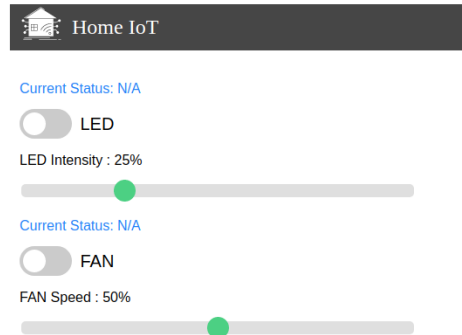 Home IoT
Current Status: N/A
LED
LED Intensity : 25%
Current Status: N/A
FAN
FAN Speed : 50%